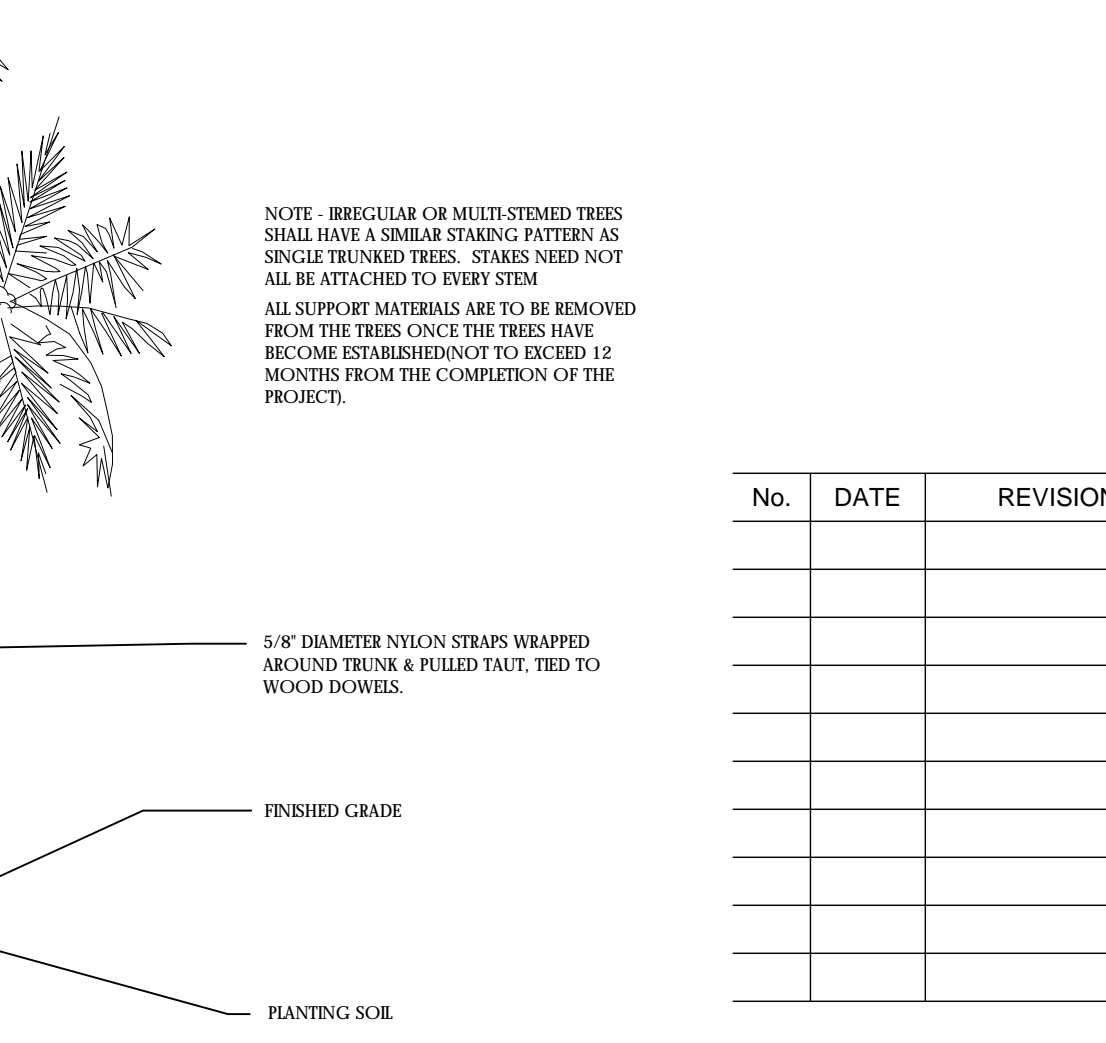 NOTE - IRREGULAR OR MULTI-STEMED TREES
SHALL HAVE A SIMILAR STAKING PATTERN AS
SINGLE TRUNKED TREES.  STAKES NEED NOT
ALL BE ATTACHED TO EVERY STEM
ALL SUPPORT MATERIALS ARE TO BE REMOVED
FROM THE TREES ONCE THE TREES HAVE
BECOME ESTABLISHED(NOT TO EXCEED 12
MONTHS FROM THE COMPLETION OF THE
PROJECT).
No. DATE REVISION
5/8" DIAMETER NYLON STRAPS WRAPPED
AROUND TRUNK & PULLED TAUT, TIED TO
WOOD DOWELS.
FINISHED GRADE
PLANTING SOIL